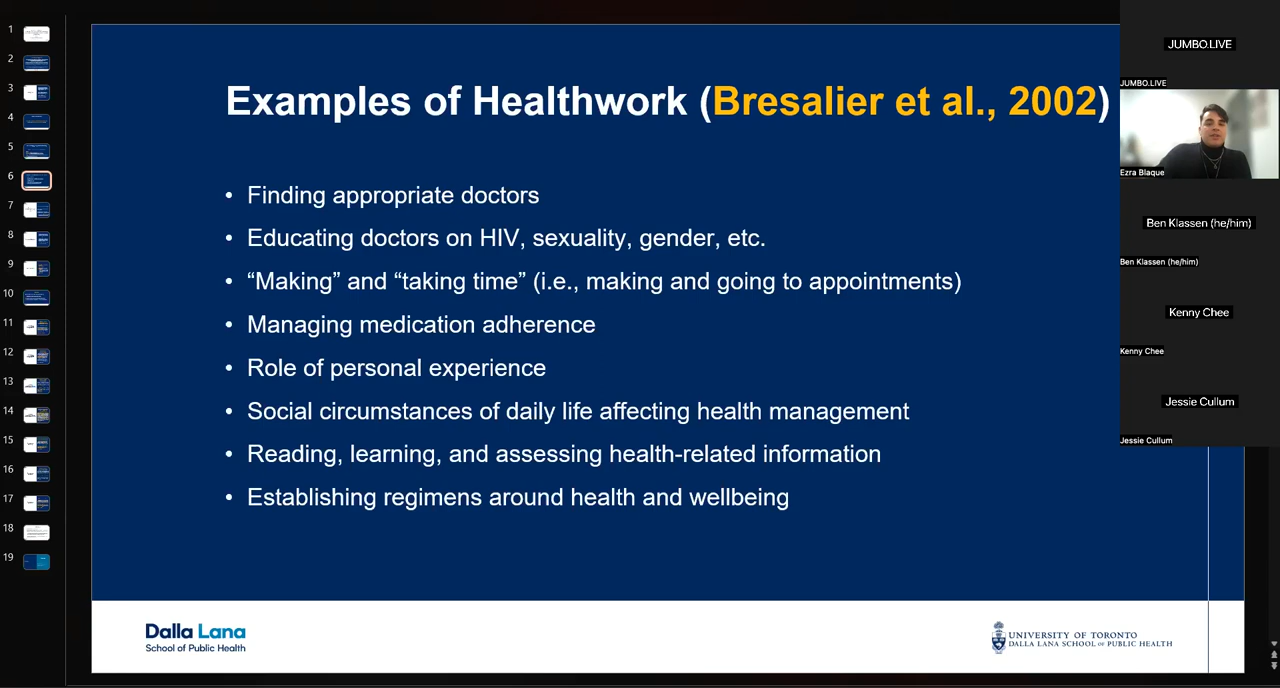 1
2
3
4
5
6
7
8
9
10
11
12
13
14
15
16
17
18
19
Examples of Healthwork (Bresalier et al., 2002)
• Finding appropriate doctors
• Educating doctors on HIV, sexuality, gender, etc.
• “Making” and “taking time” (i.e., making and going to appointments)
• Managing medication adherence
• Role of personal experience
• Social circumstances of daily life affecting health management
• Reading, learning, and assessing health-related information
• Establishing regimens around health and wellbeing
Dalla Lana
School of Public Health
UNIVERSITY OF TORONTO
DALLA LANA SCHOOL OF PUBLIC HEALTH
JUMBO.LIVE
JUMBO.LIVE
Ezra Blaque
Ben Klassen (he/him)
Ben Klassen (he/him)
Kenny Chee
Kenny Chee
Jessie Cullum
Jessie Cullum